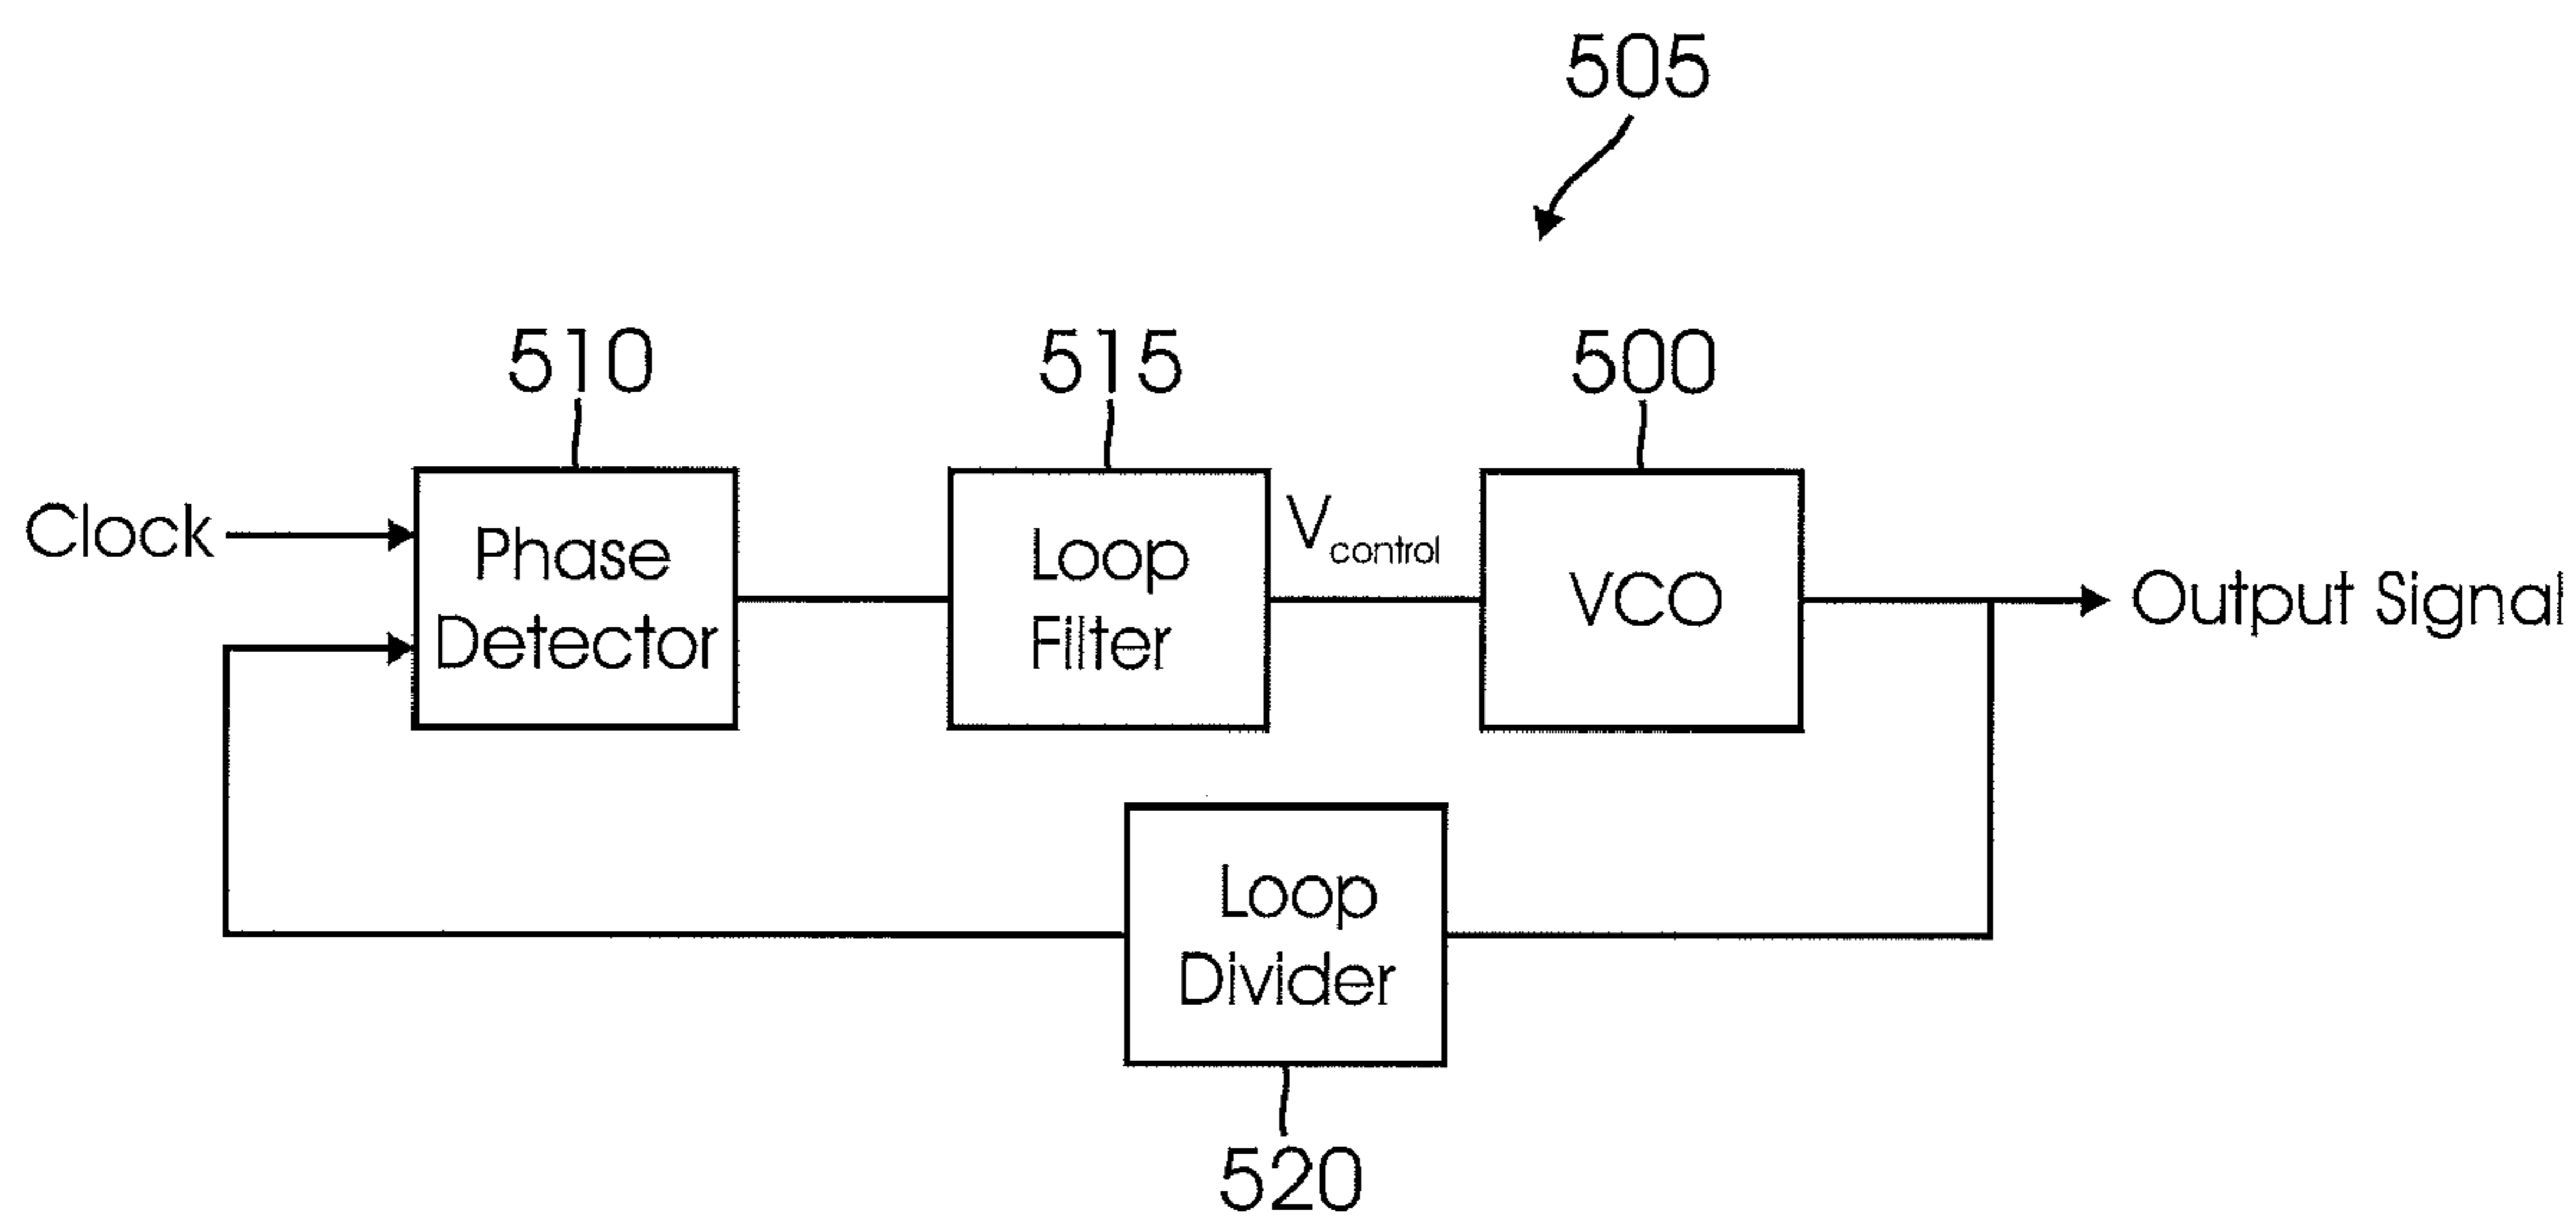 505
510
515
500
Clock
Phase
Detector
Loop
Filter
Vcontrol
VCO
Output Signal
Loop
Divider
520